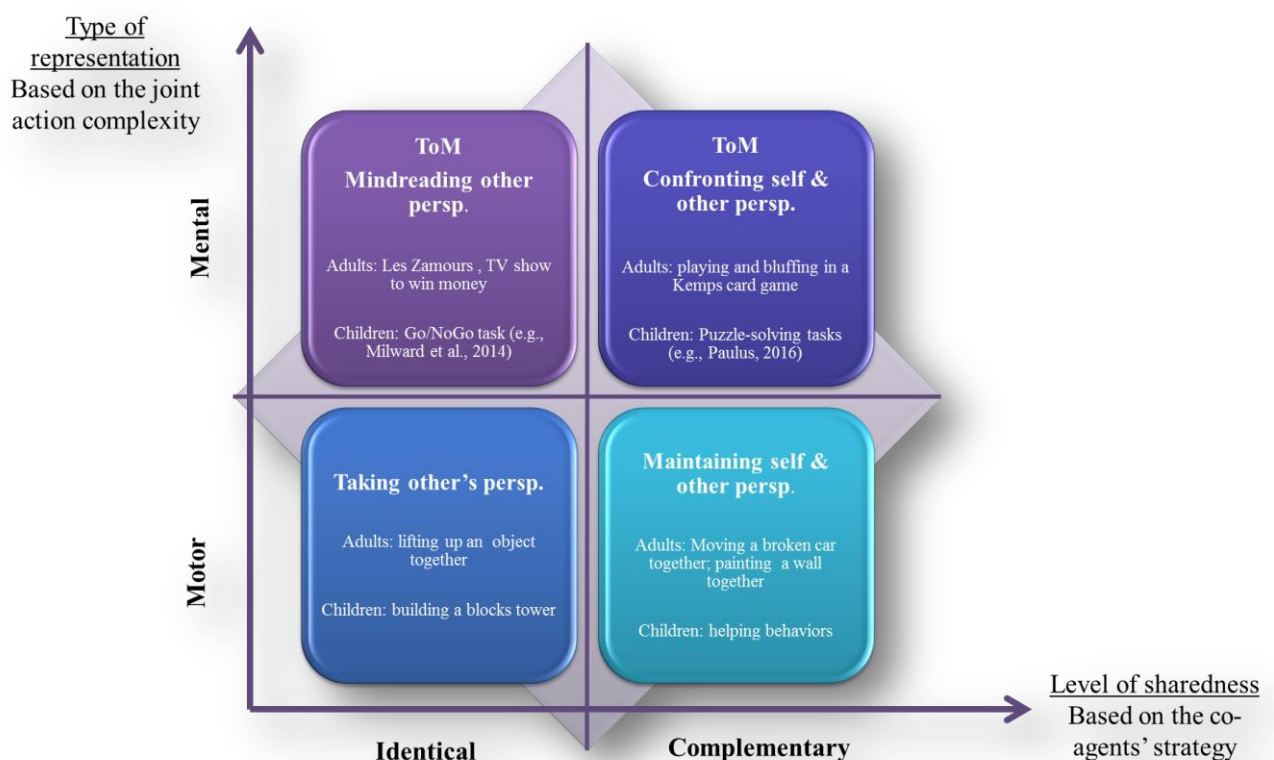 Type of
representation
Based on the joint
action complexity
Mental
Motor
ToM
Mindreading other
persp.
Adults: Les Zamours , TV show
to win money
Children: Go/NoGo task (e.g.,
Milward et al., 2014)
ToM
Confronting self &
other persp.
Adults: playing and bluffing in a
Kemps card game
Children: Puzzle-solving tasks
(e.g., Paulus, 2016)
Taking other’s persp.
Adults: lifting up an object
together
Children: building a blocks tower
Maintaining self &
other persp.
Adults: Moving a broken car
together; painting a wall
together
Children: helping behaviors
Identical
Complementary
Level of sharedness
Based on the co-
agents’ strategy